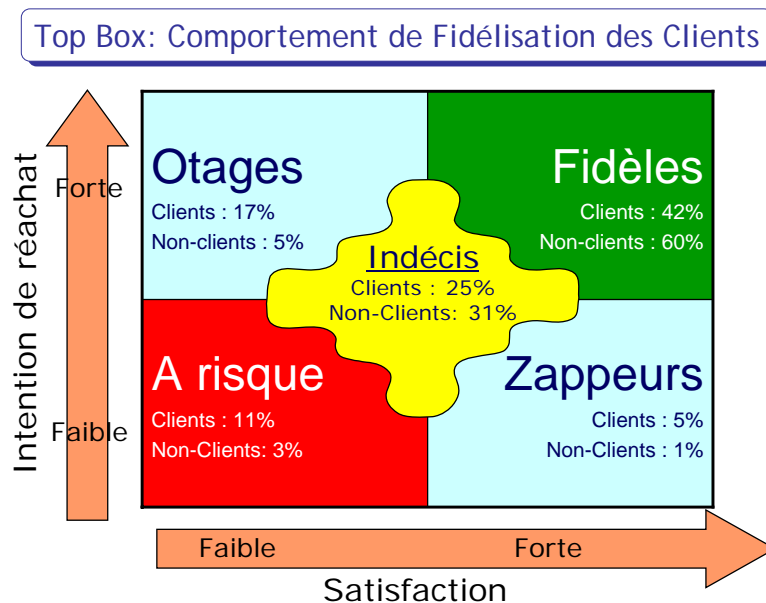 Top Box: Comportement de Fidélisation des Clients
Intention de réachat
Forte
Faible
Otages
Clients : 17%
Non-clients : 5%
Fidèles
Clients : 42%
Non-clients : 60%
Indécis
Clients : 25%
Non-Clients: 31%
A risque
Clients : 11%
Non-Clients: 3%
Zappeurs
Clients : 5%
Non-Clients : 1%
Faible
Forte
Satisfaction